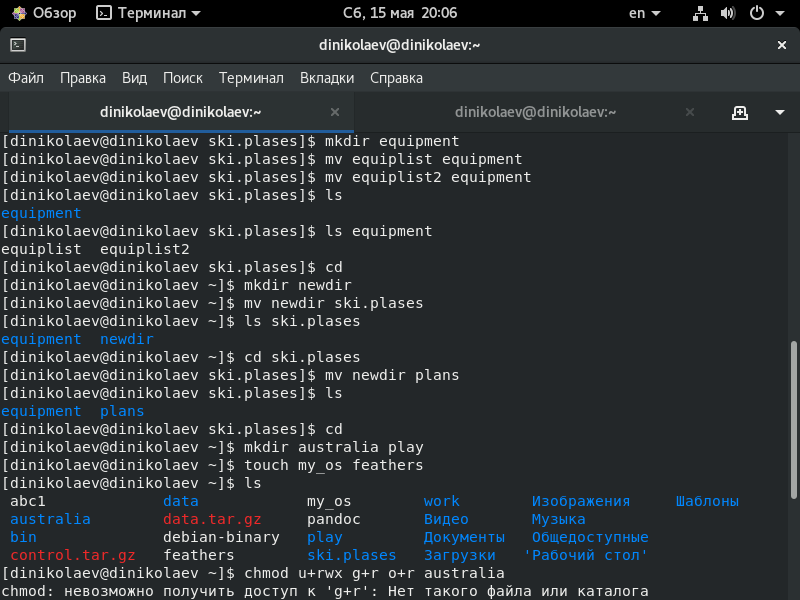 Обзор Терминал Сб, 15 мая 20:06 en
dinikolaev@dinikolaev:~
Файл Правка Вид Поиск Терминал Вкладки Справка
dinikolaev@dinikolaev:~ dinikolaev@dinikolaev:~
[dinikolaev@dinikolaev ski.plases]$ mkdir equipment
[dinikolaev@dinikolaev ski.plases]$ mv equiplist equipment
[dinikolaev@dinikolaev ski.plases]$ mv equiplist2 equipment
[dinikolaev@dinikolaev ski.plases]$ ls
equipment
[dinikolaev@dinikolaev ski.plases]$ ls equipment
equiplist equiplist2
[dinikolaev@dinikolaev ski.plases]$ cd
[dinikolaev@dinikolaev ~]$ mkdir newdir
[dinikolaev@dinikolaev ~]$ mv newdir ski.plases
[dinikolaev@dinikolaev ~]$ ls ski.plases
equipment newdir
[dinikolaev@dinikolaev ~]$ cd ski.plases
[dinikolaev@dinikolaev ski.plases]$ mv newdir plans
[dinikolaev@dinikolaev ski.plases]$ ls
equipment plans
[dinikolaev@dinikolaev ski.plases]$ cd
[dinikolaev@dinikolaev ~]$ mkdir australia play
[dinikolaev@dinikolaev ~]$ touch my_os feathers
[dinikolaev@dinikolaev ~]$ ls
abc1 data my_os work Изображения Шаблоны
australia data.tar.gz pandoc Видео Музыка
bin debian-binary play Документы Общедоступные
control.tar.gz feathers ski.plases Загрузки 'Рабочий стол'
[dinikolaev@dinikolaev ~]$ chmod u+rwx g+r o+r australia
chmod: невозможно получить доступ к 'g+r': Нет такого файла или каталога